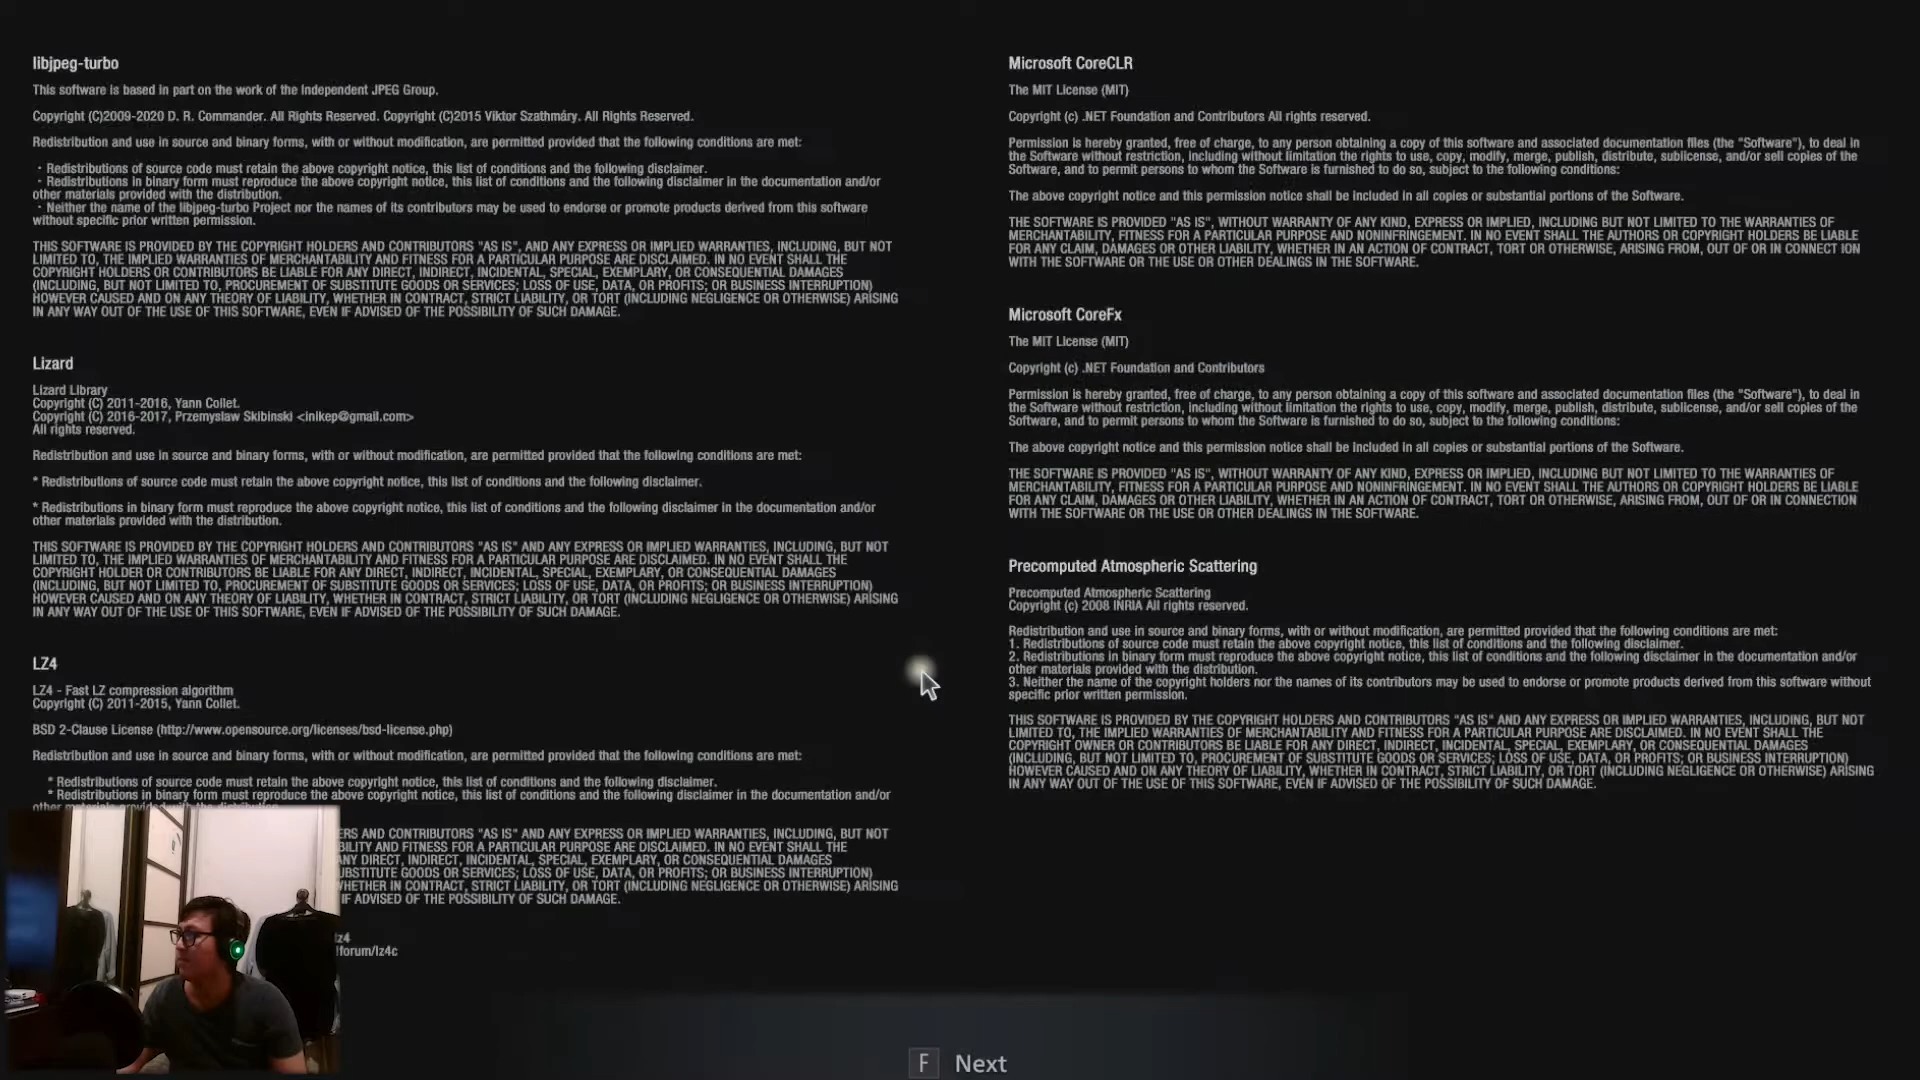 libjpeg-turbo
This software is based in part on the work of the Independent JPEG Group.
Copyright (C)2009-2020 D. R. Commander. All Rights Reserved. Copyright (C)2015 Viktor Szathmáry. All Rights Reserved.
Redistribution and use in source and binary forms, with or without modification, are permitted provided that the following conditions are met:
・Redistributions of source code must retain the above copyright notice, this list of conditions and the following disclaimer.
・Redistributions in binary form must reproduce the above copyright notice, this list of conditions and the following disclaimer in the documentation and/or
other materials provided with the distribution.
・Neither the name of the libjpeg-turbo Project nor the names of its contributors may be used to endorse or promote products derived from this software
without specific prior written permission.
THIS SOFTWARE IS PROVIDED BY THE COPYRIGHT HOLDERS AND CONTRIBUTORS "AS IS", AND ANY EXPRESS OR IMPLIED WARRANTIES, INCLUDING, BUT NOT
LIMITED TO, THE IMPLIED WARRANTIES OF MERCHANTABILITY AND FITNESS FOR A PARTICULAR PURPOSE ARE DISCLAIMED. IN NO EVENT SHALL THE
COPYRIGHT HOLDERS OR CONTRIBUTORS BE LIABLE FOR ANY DIRECT, INDIRECT, INCIDENTAL, SPECIAL, EXEMPLARY, OR CONSEQUENTIAL DAMAGES
(INCLUDING, BUT NOT LIMITED TO, PROCUREMENT OF SUBSTITUTE GOODS OR SERVICES; LOSS OF USE, DATA, OR PROFITS; OR BUSINESS INTERRUPTION)
HOWEVER CAUSED AND ON ANY THEORY OF LIABILITY, WHETHER IN CONTRACT, STRICT LIABILITY, OR TORT (INCLUDING NEGLIGENCE OR OTHERWISE) ARISING
IN ANY WAY OUT OF THE USE OF THIS SOFTWARE, EVEN IF ADVISED OF THE POSSIBILITY OF SUCH DAMAGE.
Lizard
Lizard Library
Copyright (C) 2011-2016, Yann Collet.
Copyright (C) 2016-2017, Przemyslaw Skibinski <inikep@gmail.com>
All rights reserved.
Redistribution and use in source and binary forms, with or without modification, are permitted provided that the following conditions are met:
* Redistributions of source code must retain the above copyright notice, this list of conditions and the following disclaimer.
* Redistributions in binary form must reproduce the above copyright notice, this list of conditions and the following disclaimer in the documentation and/or
other materials provided with the distribution.
THIS SOFTWARE IS PROVIDED BY THE COPYRIGHT HOLDERS AND CONTRIBUTORS "AS IS" AND ANY EXPRESS OR IMPLIED WARRANTIES, INCLUDING, BUT NOT
LIMITED TO, THE IMPLIED WARRANTIES OF MERCHANTABILITY AND FITNESS FOR A PARTICULAR PURPOSE ARE DISCLAIMED. IN NO EVENT SHALL THE
COPYRIGHT HOLDER OR CONTRIBUTORS BE LIABLE FOR ANY DIRECT, INDIRECT, INCIDENTAL, SPECIAL, EXEMPLARY, OR CONSEQUENTIAL DAMAGES
(INCLUDING, BUT NOT LIMITED TO, PROCUREMENT OF SUBSTITUTE GOODS OR SERVICES; LOSS OF USE, DATA, OR PROFITS; OR BUSINESS INTERRUPTION)
HOWEVER CAUSED AND ON ANY THEORY OF LIABILITY, WHETHER IN CONTRACT, STRICT LIABILITY, OR TORT (INCLUDING NEGLIGENCE OR OTHERWISE) ARISING
IN ANY WAY OUT OF THE USE OF THIS SOFTWARE, EVEN IF ADVISED OF THE POSSIBILITY OF SUCH DAMAGE.
LZ4
LZ4 - Fast LZ compression algorithm
Copyright (C) 2011-2015, Yann Collet.
BSD 2-Clause License (http://www.opensource.org/licenses/bsd-license.php)
Redistribution and use in source and binary forms, with or without modification, are permitted provided that the following conditions are met:
* Redistributions of source code must retain the above copyright notice, this list of conditions and the following disclaimer.
* Redistributions in binary form must reproduce the above copyright notice, this list of conditions and the following disclaimer in the documentation and/or
other materials provided with the distribution.
ERS AND CONTRIBUTORS "AS IS" AND ANY EXPRESS OR IMPLIED WARRANTIES, INCLUDING, BUT NOT
BILITY AND FITNESS FOR A PARTICULAR PURPOSE ARE DISCLAIMED. IN NO EVENT SHALL THE
ANY DIRECT, INDIRECT, INCIDENTAL, SPECIAL, EXEMPLARY, OR CONSEQUENTIAL DAMAGES
UBSTITUTE GOODS OR SERVICES; LOSS OF USE, DATA, OR PROFITS; OR BUSINESS INTERRUPTION)
WHETHER IN CONTRACT, STRICT LIABILITY, OR TORT (INCLUDING NEGLIGENCE OR OTHERWISE) ARISING
IF ADVISED OF THE POSSIBILITY OF SUCH DAMAGE.
lz4
forum/lz4c
Microsoft CoreCLR
The MIT License (MIT)
Copyright (c) .NET Foundation and Contributors All rights reserved.
Permission is hereby granted, free of charge, to any person obtaining a copy of this software and associated documentation files (the "Software"), to deal in
the Software without restriction, including without limitation the rights to use, copy, modify, merge, publish, distribute, sublicense, and/or sell copies of the
Software, and to permit persons to whom the Software is furnished to do so, subject to the following conditions:
The above copyright notice and this permission notice shall be included in all copies or substantial portions of the Software.
THE SOFTWARE IS PROVIDED "AS IS", WITHOUT WARRANTY OF ANY KIND, EXPRESS OR IMPLIED, INCLUDING BUT NOT LIMITED TO THE WARRANTIES OF
MERCHANTABILITY, FITNESS FOR A PARTICULAR PURPOSE AND NONINFRINGEMENT. IN NO EVENT SHALL THE AUTHORS OR COPYRIGHT HOLDERS BE LIABLE
FOR ANY CLAIM, DAMAGES OR OTHER LIABILITY, WHETHER IN AN ACTION OF CONTRACT, TORT OR OTHERWISE, ARISING FROM, OUT OF OR IN CONNECT ION
WITH THE SOFTWARE OR THE USE OR OTHER DEALINGS IN THE SOFTWARE.
Microsoft CoreFx
The MIT License (MIT)
Copyright (c) .NET Foundation and Contributors
Permission is hereby granted, free of charge, to any person obtaining a copy of this software and associated documentation files (the "Software"), to deal in
the Software without restriction, including without limitation the rights to use, copy, modify, merge, publish, distribute, sublicense, and/or sell copies of the
Software, and to permit persons to whom the Software is furnished to do so, subject to the following conditions:
The above copyright notice and this permission notice shall be included in all copies or substantial portions of the Software.
THE SOFTWARE IS PROVIDED "AS IS", WITHOUT WARRANTY OF ANY KIND, EXPRESS OR IMPLIED, INCLUDING BUT NOT LIMITED TO THE WARRANTIES OF
MERCHANTABILITY, FITNESS FOR A PARTICULAR PURPOSE AND NONINFRINGEMENT. IN NO EVENT SHALL THE AUTHORS OR COPYRIGHT HOLDERS BE LIABLE
FOR ANY CLAIM, DAMAGES OR OTHER LIABILITY, WHETHER IN AN ACTION OF CONTRACT, TORT OR OTHERWISE, ARISING FROM, OUT OF OR IN CONNECTION
WITH THE SOFTWARE OR THE USE OR OTHER DEALINGS IN THE SOFTWARE.
Precomputed Atmospheric Scattering
Precomputed Atmospheric Scattering
Copyright (c) 2008 INRIA All rights reserved.
Redistribution and use in source and binary forms, with or without modification, are permitted provided that the following conditions are met:
1. Redistributions of source code must retain the above copyright notice, this list of conditions and the following disclaimer.
2. Redistributions in binary form must reproduce the above copyright notice, this list of conditions and the following disclaimer in the documentation and/or
other materials provided with the distribution.
3. Neither the name of the copyright holders nor the names of its contributors may be used to endorse or promote products derived from this software without
specific prior written permission.
THIS SOFTWARE IS PROVIDED BY THE COPYRIGHT HOLDERS AND CONTRIBUTORS "AS IS" AND ANY EXPRESS OR IMPLIED WARRANTIES, INCLUDING, BUT NOT
LIMITED TO, THE IMPLIED WARRANTIES OF MERCHANTABILITY AND FITNESS FOR A PARTICULAR PURPOSE ARE DISCLAIMED. IN NO EVENT SHALL THE
COPYRIGHT OWNER OR CONTRIBUTORS BE LIABLE FOR ANY DIRECT, INDIRECT, INCIDENTAL, SPECIAL, EXEMPLARY, OR CONSEQUENTIAL DAMAGES
(INCLUDING, BUT NOT LIMITED TO, PROCUREMENT OF SUBSTITUTE GOODS OR SERVICES; LOSS OF USE, DATA, OR PROFITS; OR BUSINESS INTERRUPTION)
HOWEVER CAUSED AND ON ANY THEORY OF LIABILITY, WHETHER IN CONTRACT, STRICT LIABILITY, OR TORT (INCLUDING NEGLIGENCE OR OTHERWISE) ARISING
IN ANY WAY OUT OF THE USE OF THIS SOFTWARE, EVEN IF ADVISED OF THE POSSIBILITY OF SUCH DAMAGE.
F Next